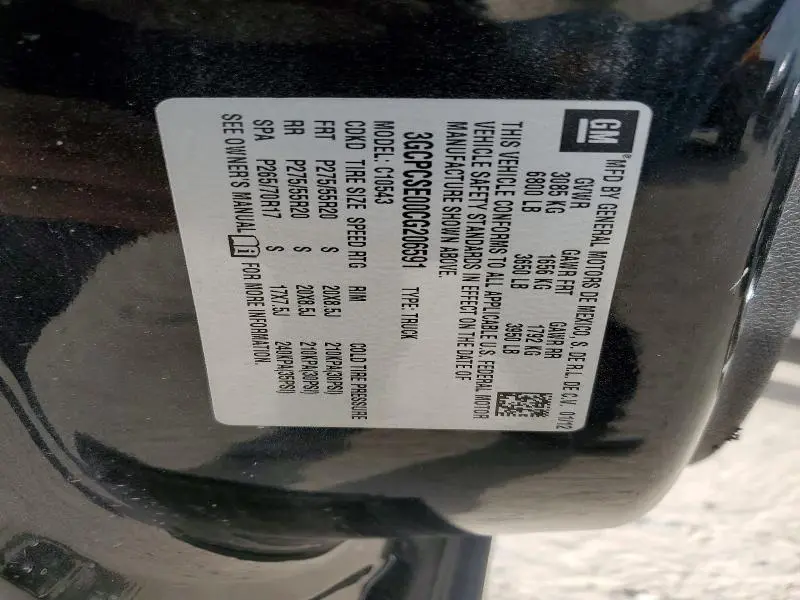 GM
® MFD BY GENERAL MOTORS DE MEXICO, S. DE R.L. DE C.V. 01/12
GVWR GAWR FRT GAWR RR
3085 KG 1656 KG 1792 KG
6800 LB 3650 LB 3950 LB
THIS VEHICLE CONFORMS TO ALL APPLICABLE U.S. FEDERAL MOTOR
VEHICLE SAFETY STANDARDS IN EFFECT ON THE DATE OF
MANUFACTURE SHOWN ABOVE.
3GCPCSE00CG206591 TYPE: TRUCK
MODEL: C10543
CDXD TIRE SIZE SPEED RTG RIM COLD TIRE PRESSURE
FRT P275/55R20 S 20X8.5J 210KPA(30PSI)
RR P275/55R20 S 20X8.5J 210KPA(30PSI)
SPA P265/70R17 S 17X7.5J 240KPA(35PSI)
SEE OWNER'S MANUAL FOR MORE INFORMATION.